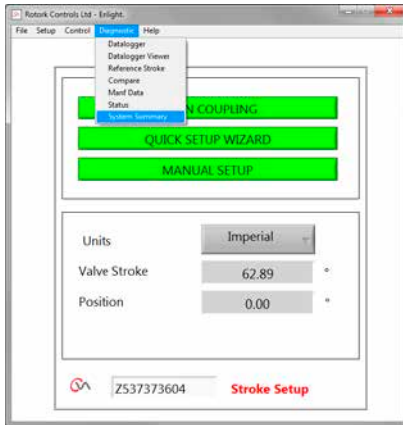 Rotork Controls Ltd - Enlight.
File Setup Control Diagnostic Help
Datalogger
Datalogger Viewer
Reference Stroke
Compare
Manf Data
Status
System Summary
N COUPLING
QUICK SETUP WIZARD
MANUAL SETUP
Units Imperial
Valve Stroke 62.89 °
Position 0.00 °
Z537373604 Stroke Setup